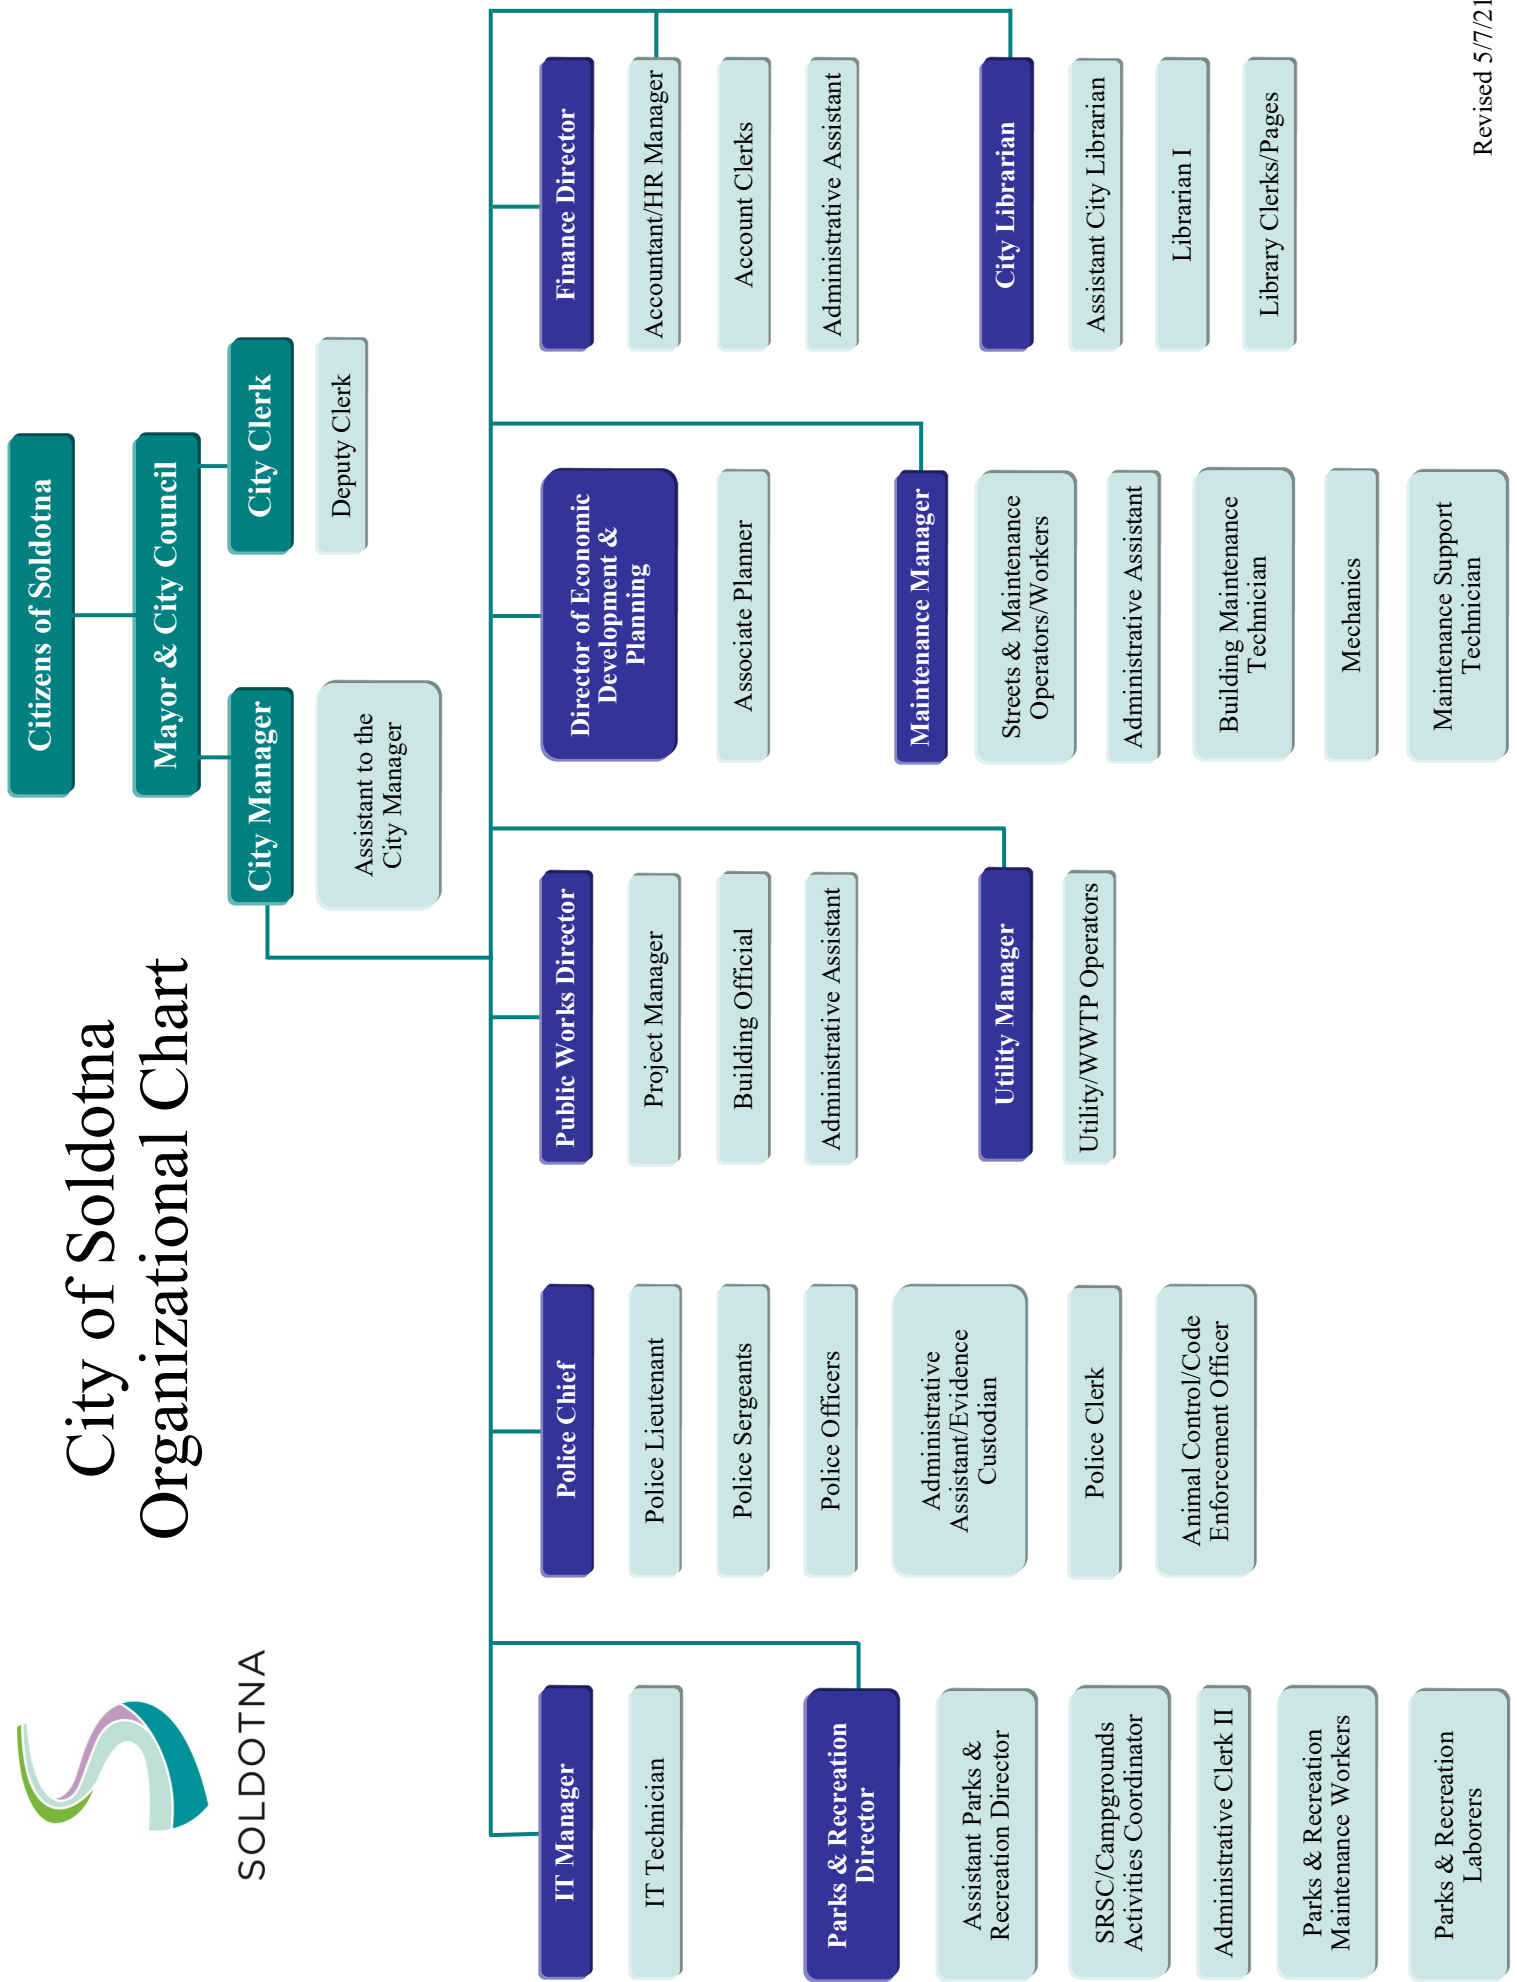 SOLDOTNA
City of Soldotna
Organizational Chart
Citizens of Soldotna
Mayor & City Council
City Manager
Assistant to the
City Manager
City Clerk
Deputy Clerk
IT Manager
IT Technician
Parks & Recreation
Director
Assistant Parks &
Recreation Director
SRSC/Campgrounds
Activities Coordinator
Administrative Clerk II
Parks & Recreation
Maintenance Workers
Parks & Recreation
Laborers
Police Chief
Police Lieutenant
Police Sergeants
Police Officers
Administrative
Assistant/Evidence
Custodian
Police Clerk
Animal Control/Code
Enforcement Officer
Public Works Director
Project Manager
Building Official
Administrative Assistant
Utility Manager
Utility/WWTP Operators
Director of Economic
Development &
Planning
Associate Planner
Maintenance Manager
Streets & Maintenance
Operators/Workers
Administrative Assistant
Building Maintenance
Technician
Mechanics
Maintenance Support
Technician
Finance Director
Accountant/HR Manager
Account Clerks
Administrative Assistant
City Librarian
Assistant City Librarian
Librarian I
Library Clerks/Pages
Revised 5/7/21